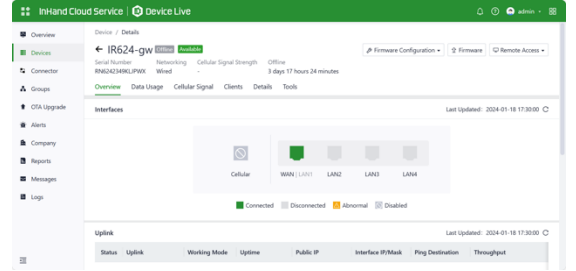 InHand Cloud Service | Device Live
admin
Overview
Devices
Connector
Groups
OTA Upgrade
Alerts
Company
Reports
Messages
Logs
Device / Details
← IR624-gw Offline Available
Firmware Configuration
Firmware
Remote Access
Serial Number Networking Cellular Signal Strength Offline
RN6242349KLJPWX Wired - 3 days 17 hours 24 minutes
Overview Data Usage Cellular Signal Clients Details Tools
Interfaces Last Updated: 2024-01-18 17:30:00
Cellular WAN | LAN1 LAN2 LAN3 LAN4
Connected Disconnected Abnormal Disabled
Uplink Last Updated: 2024-01-18 17:30:00
Status Uplink Working Mode Uptime Public IP Interface IP/Mask Ping Destination Throughput